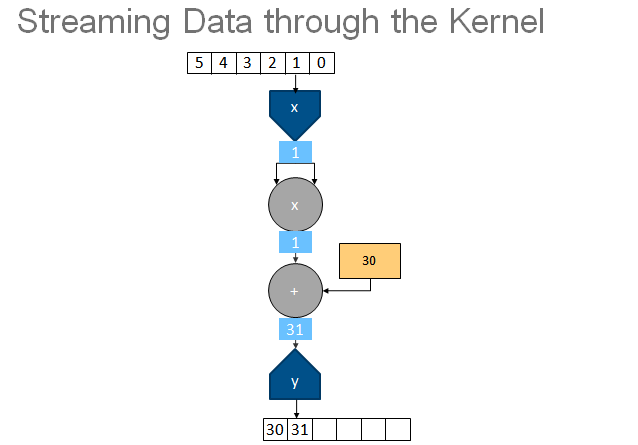 Streaming Data through the Kernel
5 4 3 2 1 0
x
1
x
1
30
+
31
y
30 31